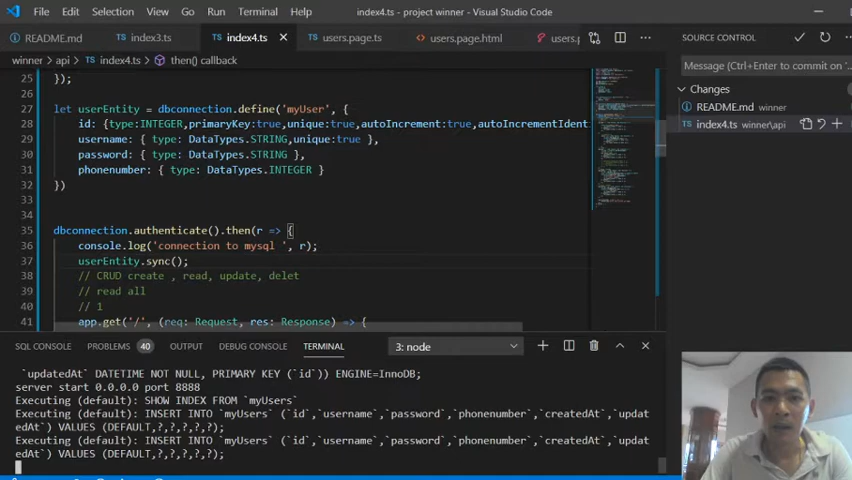 File Edit Selection View Go Run Terminal Help index4.ts - project winner - Visual Studio Code
README.md index3.ts index4.ts users.page.ts users.page.html users.p
SOURCE CONTROL
winner > api > index4.ts > then() callback
Message (Ctrl+Enter to commit on
Changes
README.md winner
index4.ts winner\api
25 });
26
27 let userEntity = dbconnection.define('myUser', {
28 id: {type:INTEGER,primaryKey:true,unique:true,autoIncrement:true,autoIncrementIdent
29 username: { type: DataTypes.STRING,unique:true },
30 password: { type: DataTypes.STRING },
31 phonenumber: { type: DataTypes.INTEGER }
32 })
33
34
35 dbconnection.authenticate().then(r => {
36 console.log('connection to mysql ', r);
37 userEntity.sync();
38 // CRUD create , read, update, delet
39 // read all
40 // 1
41 app.get('/', (req: Request, res: Response) => {
SQL CONSOLE PROBLEMS 40 OUTPUT DEBUG CONSOLE TERMINAL 3: node
`updatedAt` DATETIME NOT NULL, PRIMARY KEY (`id`)) ENGINE=InnoDB;
server start 0.0.0.0 port 8888
Executing (default): SHOW INDEX FROM `myUsers`
Executing (default): INSERT INTO `myUsers` (`id`,`username`,`password`,`phonenumber`,`createdAt`,`updat
edAt`) VALUES (DEFAULT,?,?,?,?,?);
Executing (default): INSERT INTO `myUsers` (`id`,`username`,`password`,`phonenumber`,`createdAt`,`updat
edAt`) VALUES (DEFAULT,?,?,?,?,?);